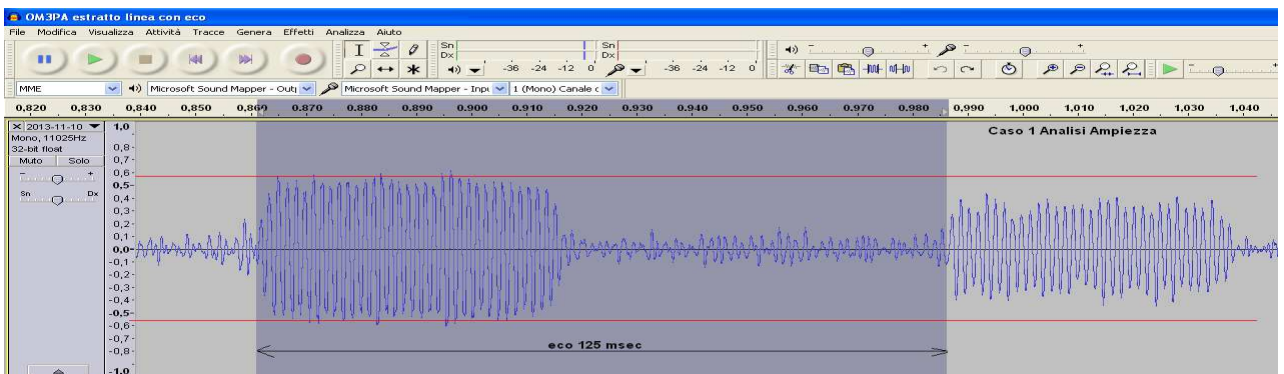 OM3PA estratto linea con eco
File Modifica Visualizza Attività Tracce Genera Effetti Analizza Aiuto
Sn Sn
Dx Dx
-36 -24 -12 0 -36 -24 -12 0
MME Microsoft Sound Mapper - Outp Microsoft Sound Mapper - Inpu 1 (Mono) Canale c
0,820 0,830 0,840 0,850 0,860 0,870 0,880 0,890 0,900 0,910 0,920 0,930 0,940 0,950 0,960 0,970 0,980 0,990 1,000 1,010 1,020 1,030 1,040
2013-11-10
Mono, 11025Hz
32-bit float
Muto Solo
- +
Sn Dx
1,0
0,8
0,7
0,6
0,5
0,4
0,3
0,2
0,1
0,0
-0,1
-0,2
-0,3
-0,4
-0,5
-0,6
-0,7
-0,8
-1,0
Caso 1 Analisi Ampiezza
eco 125 msec